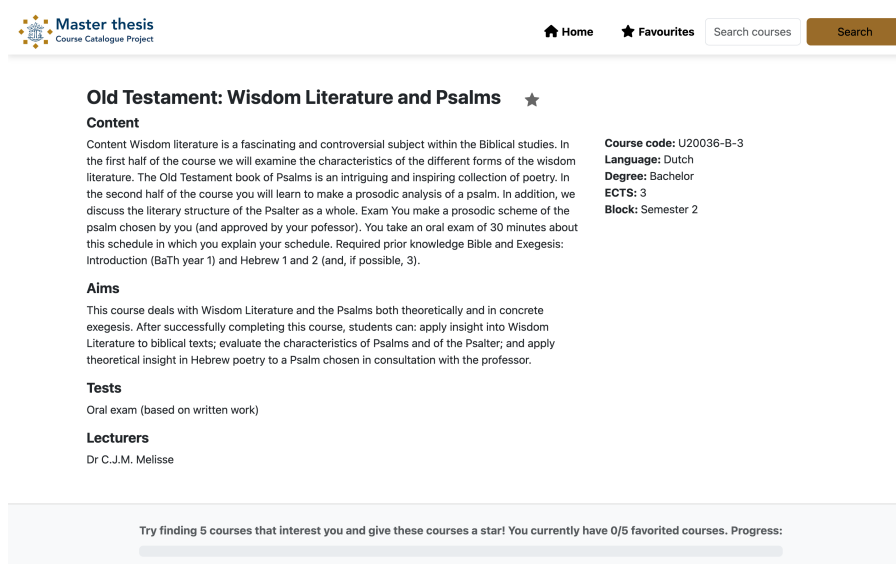 Master thesis
Course Catalogue Project
Home
Favourites
Search courses
Search
Old Testament: Wisdom Literature and Psalms
Content
Content Wisdom literature is a fascinating and controversial subject within the Biblical studies. In
the first half of the course we will examine the characteristics of the different forms of the wisdom
literature. The Old Testament book of Psalms is an intriguing and inspiring collection of poetry. In
the second half of the course you will learn to make a prosodic analysis of a psalm. In addition, we
discuss the literary structure of the Psalter as a whole. Exam You make a prosodic scheme of the
psalm chosen by you (and approved by your pofessor). You take an oral exam of 30 minutes about
this schedule in which you explain your schedule. Required prior knowledge Bible and Exegesis:
Introduction (BaTh year 1) and Hebrew 1 and 2 (and, if possible, 3).
Course code: U20036-B-3
Language: Dutch
Degree: Bachelor
ECTS: 3
Block: Semester 2
Aims
This course deals with Wisdom Literature and the Psalms both theoretically and in concrete
exegesis. After successfully completing this course, students can: apply insight into Wisdom
Literature to biblical texts; evaluate the characteristics of Psalms and of the Psalter; and apply
theoretical insight in Hebrew poetry to a Psalm chosen in consultation with the professor.
Tests
Oral exam (based on written work)
Lecturers
Dr C.J.M. Melisse
Try finding 5 courses that interest you and give these courses a star! You currently have 0/5 favorited courses. Progress: